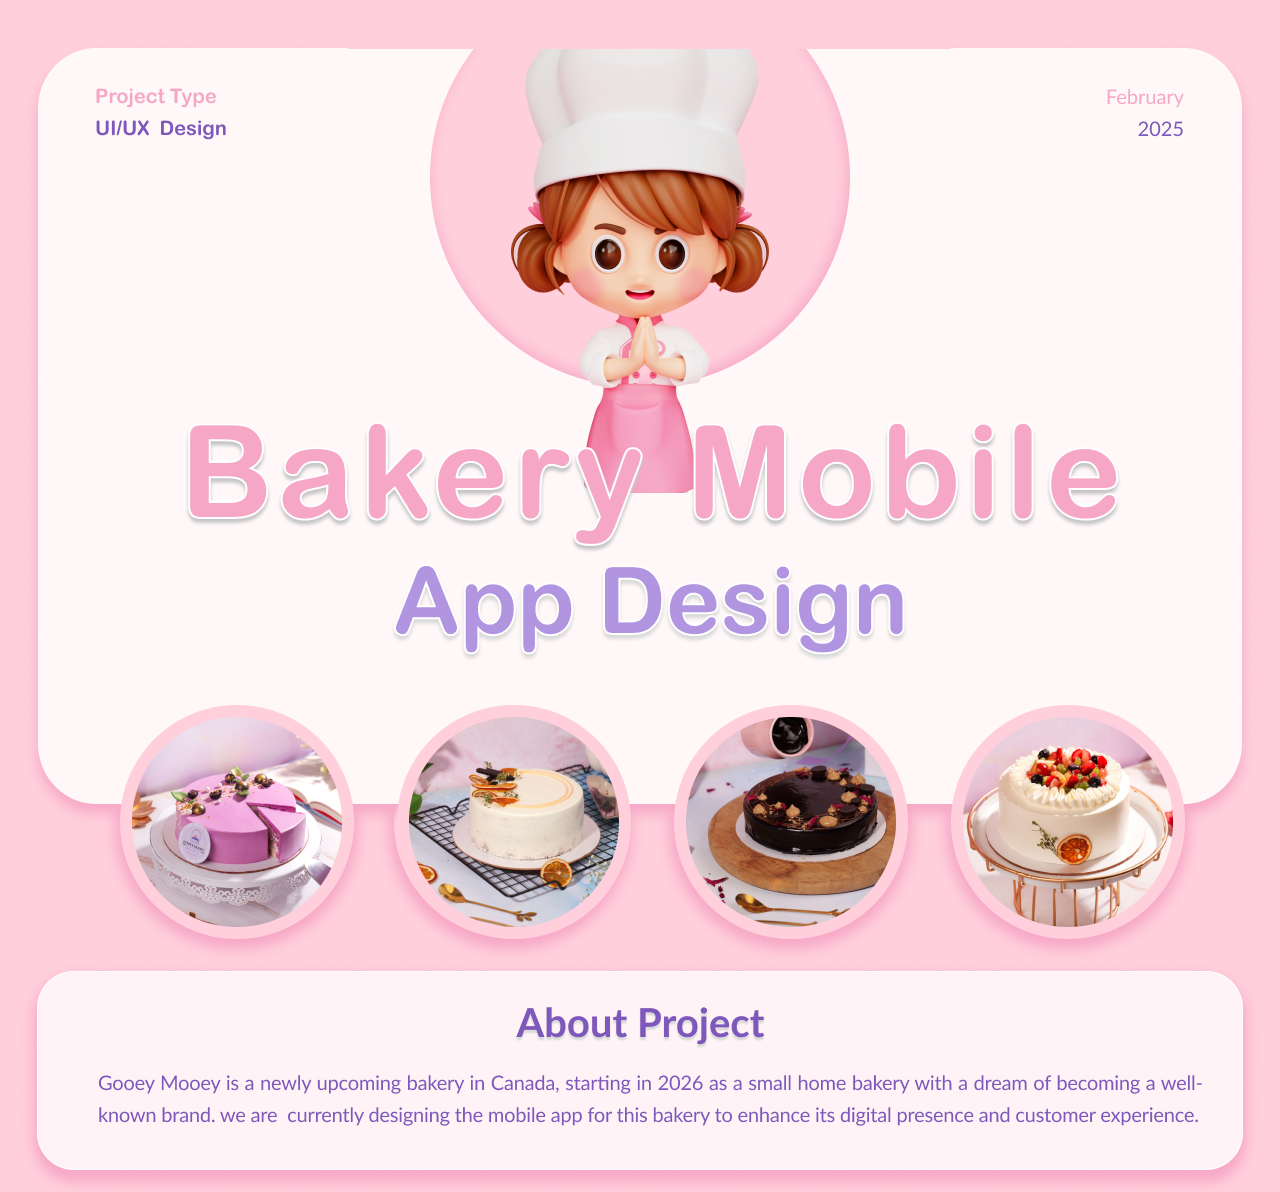 Project Type
UI/UX  Design
February
2025
Bakery Mobile
App Design
About Project
Gooey Mooey is a newly upcoming bakery in Canada, starting in 2026 as a small home bakery with a dream of becoming a well-
known brand. we are  currently designing the mobile app for this bakery to enhance its digital presence and customer experience.